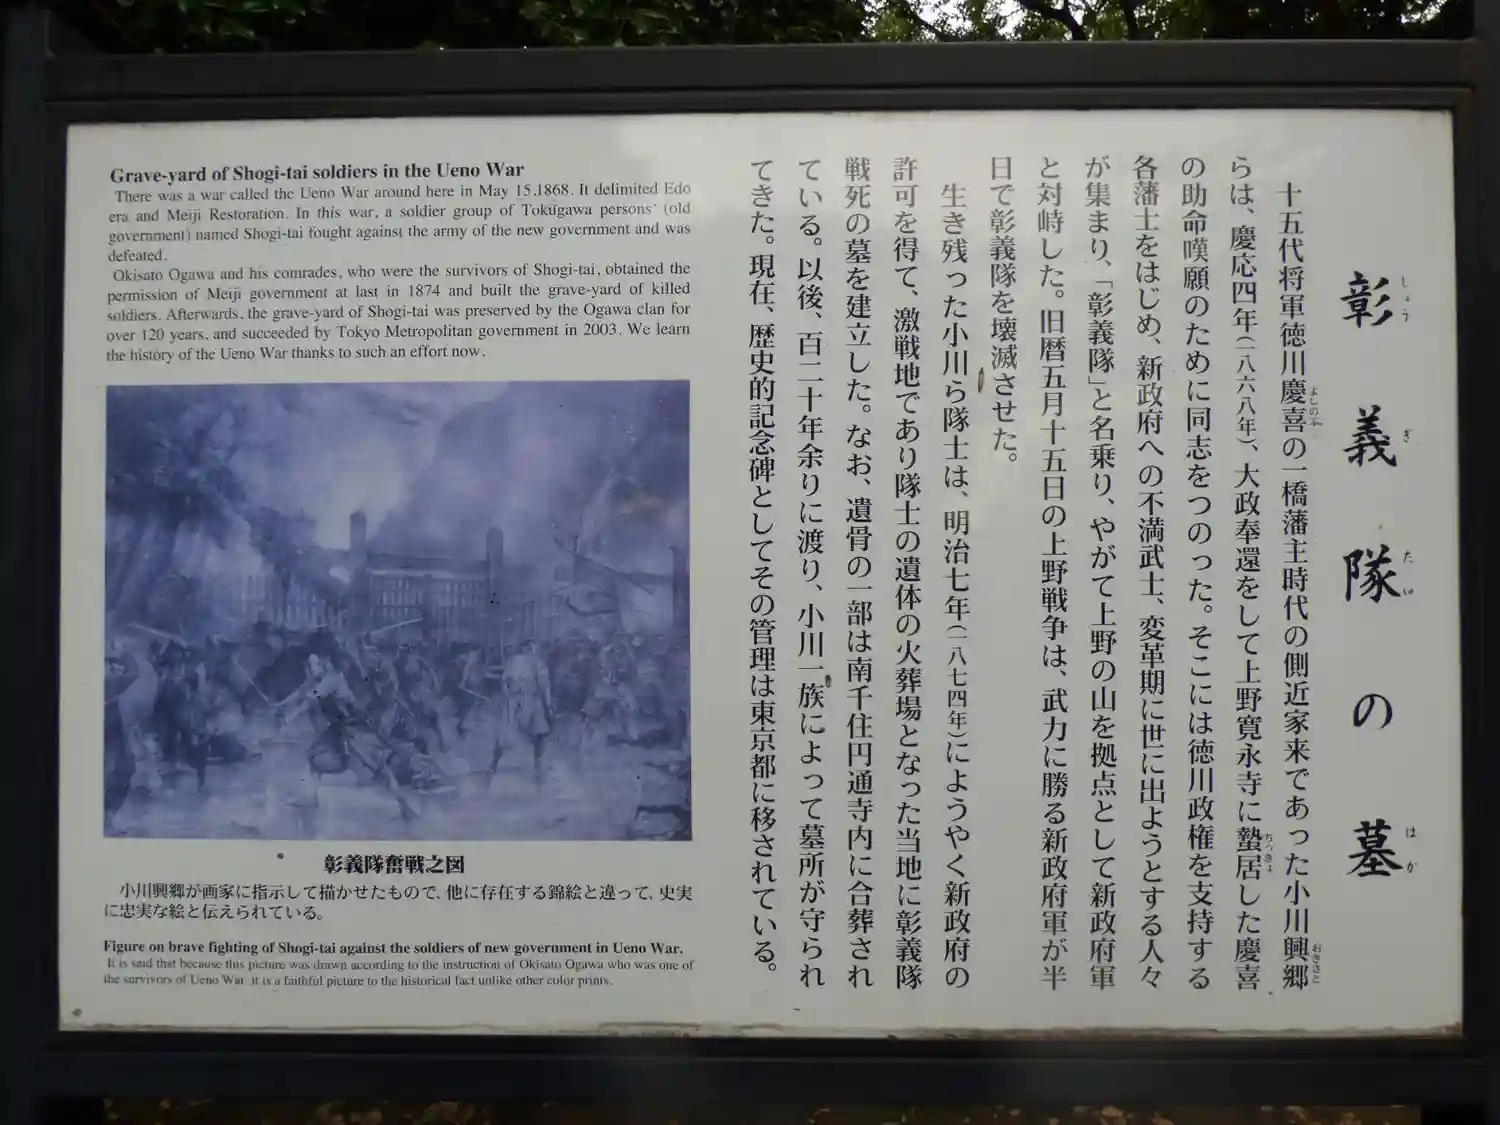 彰義隊の墓
しょう ぎ たい はか
十五代将軍徳川慶喜の一橋藩主時代の側近家来であった小川興郷
よしのぶ
おきさと
らは、慶応四年(一八六八年)、大政奉還をして上野寛永寺に蟄居した慶喜
ちっきょ
の助命嘆願のために同志をつのった。そこには徳川政権を支持する
各藩士をはじめ、新政府への不満武士、変革期に世に出ようとする人々
が集まり、「彰義隊」と名乗り、やがて上野の山を拠点として新政府軍
と対峙した。旧暦五月十五日の上野戦争は、武力に勝る新政府軍が半
日で彰義隊を壊滅させた。
生き残った小川ら隊士は、明治七年(一八七四年)にようやく新政府の
許可を得て、激戦地であり隊士の遺体の火葬場となった当地に彰義隊
戦死の墓を建立した。なお、遺骨の一部は南千住円通寺内に合葬され
ている。以後、百二十年余りに渡り、小川一族によって墓所が守られ
てきた。現在、歴史的記念碑としてその管理は東京都に移されている。
Grave-yard of Shogi-tai soldiers in the Ueno War
There was a war called the Ueno War around here in May 15.1868. It delimited Edo
era and Meiji Restoration. In this war, a soldier group of Tokugawa persons' (old
government) named Shogi-tai fought against the army of the new government and was
defeated.
Okisato Ogawa and his comrades, who were the survivors of Shogi-tai, obtained the
permission of Meiji government at last in 1874 and built the grave-yard of killed
soldiers. Afterwards, the grave-yard of Shogi-tai was preserved by the Ogawa clan for
over 120 years, and succeeded by Tokyo Metropolitan government in 2003. We learn
the history of the Ueno War thanks to such an effort now.
彰義隊奮戦之図
小川興郷が画家に指示して描かせたもので、他に存在する錦絵と違って、史実
に忠実な絵と伝えられている。
Figure on brave fighting of Shogi-tai against the soldiers of new government in Ueno War.
It is said that because this picture was drawn according to the instruction of Okisato Ogawa who was one of
the survivors of Ueno War, it is a faithful picture to the historical fact unlike other color prints.